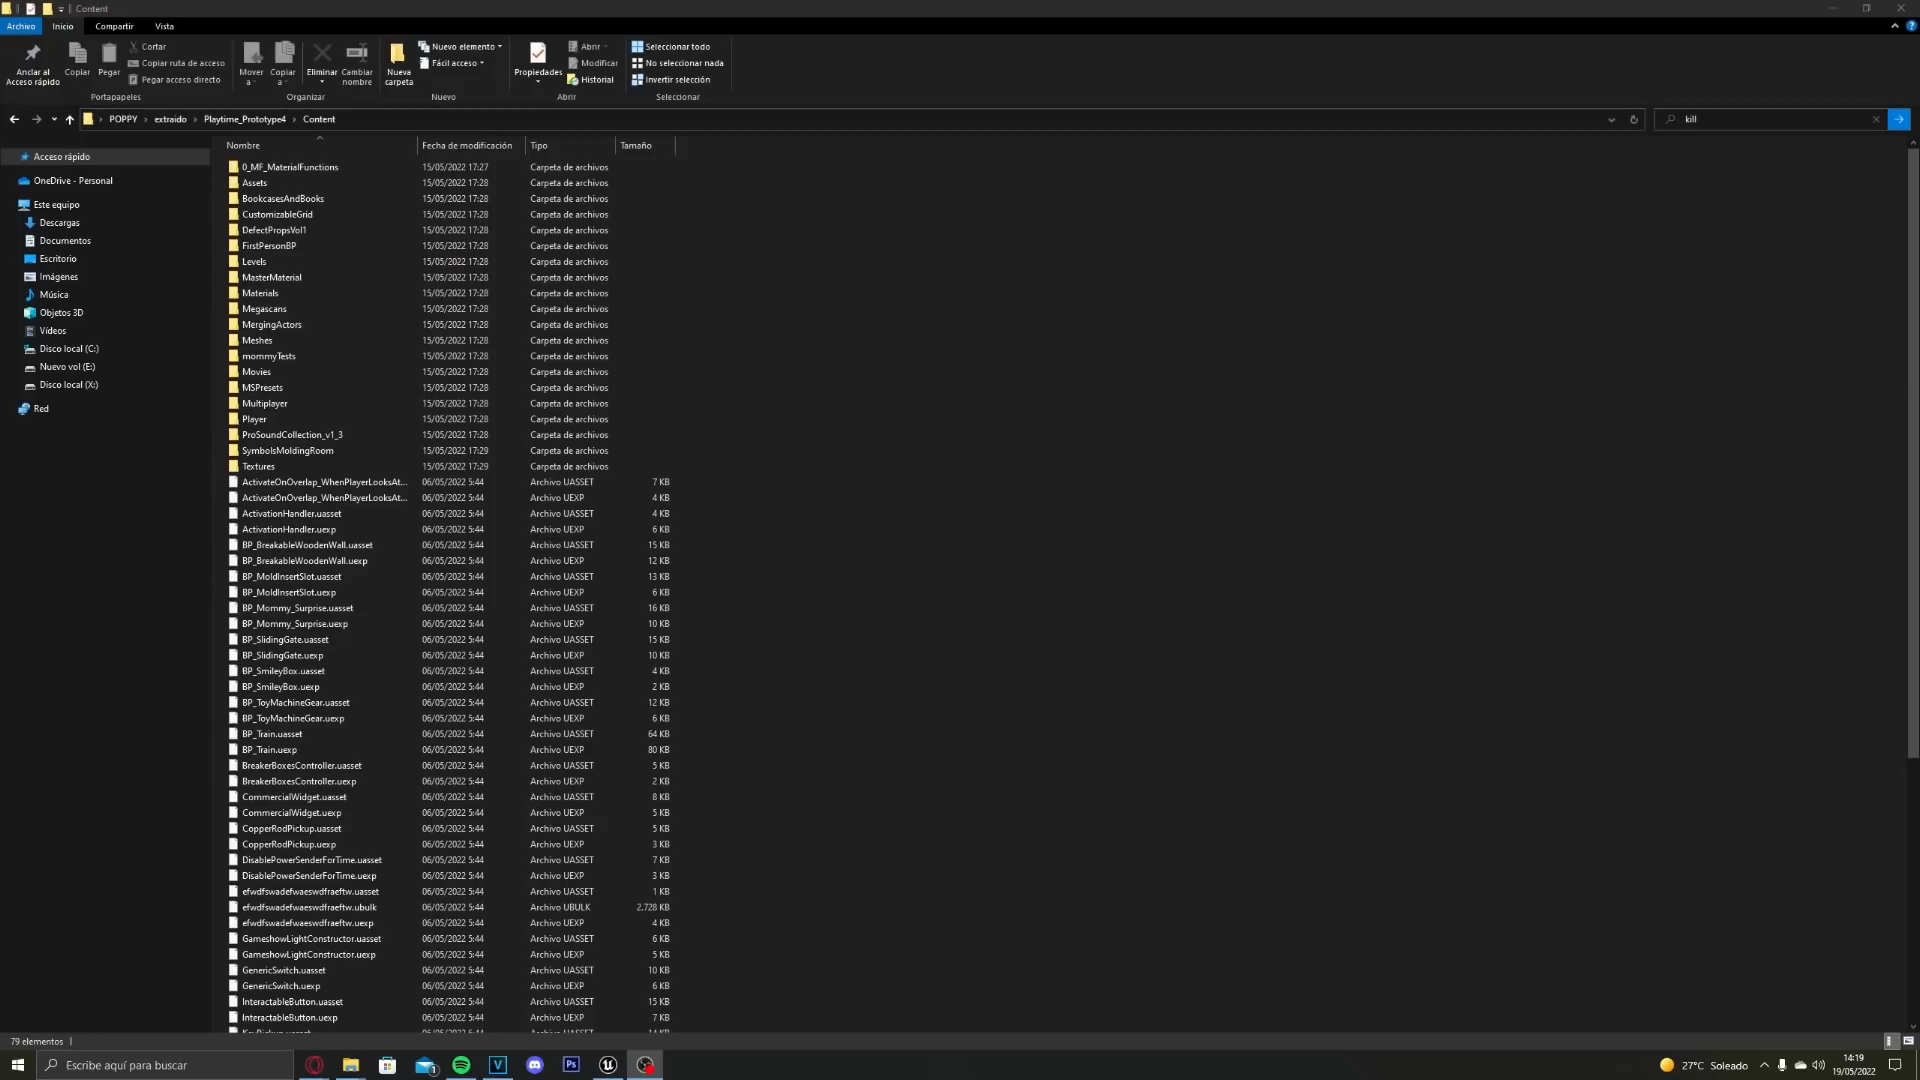 Content
Archivo Inicio Compartir Vista
Anclar al Acceso rápido
Copiar
Pegar
Cortar
Copiar ruta de acceso
Pegar acceso directo
Portapapeles
Mover a
Copiar a
Eliminar
Cambiar nombre
Organizar
Nueva carpeta
Nuevo elemento
Fácil acceso
Nuevo
Propiedades
Abrir
Modificar
Historial
Abrir
Seleccionar todo
No seleccionar nada
Invertir selección
Seleccionar
POPPY › extraido › Playtime_Prototype4 › Content
kill
Acceso rápido
OneDrive - Personal
Este equipo
Descargas
Documentos
Escritorio
Imágenes
Música
Objetos 3D
Vídeos
Disco local (C:)
Nuevo vol (E:)
Disco local (X:)
Red
Nombre Fecha de modificación Tipo Tamaño
0_MF_MaterialFunctions 15/05/2022 17:27 Carpeta de archivos
Assets 15/05/2022 17:28 Carpeta de archivos
BookcasesAndBooks 15/05/2022 17:28 Carpeta de archivos
CustomizableGrid 15/05/2022 17:28 Carpeta de archivos
DefectPropsVol1 15/05/2022 17:28 Carpeta de archivos
FirstPersonBP 15/05/2022 17:28 Carpeta de archivos
Levels 15/05/2022 17:28 Carpeta de archivos
MasterMaterial 15/05/2022 17:28 Carpeta de archivos
Materials 15/05/2022 17:28 Carpeta de archivos
Megascans 15/05/2022 17:28 Carpeta de archivos
MergingActors 15/05/2022 17:28 Carpeta de archivos
Meshes 15/05/2022 17:28 Carpeta de archivos
mommyTests 15/05/2022 17:28 Carpeta de archivos
Movies 15/05/2022 17:28 Carpeta de archivos
MSPresets 15/05/2022 17:28 Carpeta de archivos
Multiplayer 15/05/2022 17:28 Carpeta de archivos
Player 15/05/2022 17:28 Carpeta de archivos
ProSoundCollection_v1_3 15/05/2022 17:28 Carpeta de archivos
SymbolsMoldingRoom 15/05/2022 17:29 Carpeta de archivos
Textures 15/05/2022 17:29 Carpeta de archivos
ActivateOnOverlap_WhenPlayerLooksAt... 06/05/2022 5:44 Archivo UASSET 7 KB
ActivateOnOverlap_WhenPlayerLooksAt... 06/05/2022 5:44 Archivo UEXP 4 KB
ActivationHandler.uasset 06/05/2022 5:44 Archivo UASSET 4 KB
ActivationHandler.uexp 06/05/2022 5:44 Archivo UEXP 6 KB
BP_BreakableWoodenWall.uasset 06/05/2022 5:44 Archivo UASSET 15 KB
BP_BreakableWoodenWall.uexp 06/05/2022 5:44 Archivo UEXP 12 KB
BP_MoldInsertSlot.uasset 06/05/2022 5:44 Archivo UASSET 13 KB
BP_MoldInsertSlot.uexp 06/05/2022 5:44 Archivo UEXP 6 KB
BP_Mommy_Surprise.uasset 06/05/2022 5:44 Archivo UASSET 16 KB
BP_Mommy_Surprise.uexp 06/05/2022 5:44 Archivo UEXP 10 KB
BP_SlidingGate.uasset 06/05/2022 5:44 Archivo UASSET 15 KB
BP_SlidingGate.uexp 06/05/2022 5:44 Archivo UEXP 10 KB
BP_SmileyBox.uasset 06/05/2022 5:44 Archivo UASSET 4 KB
BP_SmileyBox.uexp 06/05/2022 5:44 Archivo UEXP 2 KB
BP_ToyMachineGear.uasset 06/05/2022 5:44 Archivo UASSET 12 KB
BP_ToyMachineGear.uexp 06/05/2022 5:44 Archivo UEXP 6 KB
BP_Train.uasset 06/05/2022 5:44 Archivo UASSET 64 KB
BP_Train.uexp 06/05/2022 5:44 Archivo UEXP 80 KB
BreakerBoxesController.uasset 06/05/2022 5:44 Archivo UASSET 5 KB
BreakerBoxesController.uexp 06/05/2022 5:44 Archivo UEXP 2 KB
CommercialWidget.uasset 06/05/2022 5:44 Archivo UASSET 8 KB
CommercialWidget.uexp 06/05/2022 5:44 Archivo UEXP 5 KB
CopperRodPickup.uasset 06/05/2022 5:44 Archivo UASSET 5 KB
CopperRodPickup.uexp 06/05/2022 5:44 Archivo UEXP 3 KB
DisablePowerSenderForTime.uasset 06/05/2022 5:44 Archivo UASSET 7 KB
DisablePowerSenderForTime.uexp 06/05/2022 5:44 Archivo UEXP 3 KB
efwdfswadefwaeswdfraeftw.uasset 06/05/2022 5:44 Archivo UASSET 1 KB
efwdfswadefwaeswdfraeftw.ubulk 06/05/2022 5:44 Archivo UBULK 2.728 KB
efwdfswadefwaeswdfraeftw.uexp 06/05/2022 5:44 Archivo UEXP 4 KB
GameshowLightConstructor.uasset 06/05/2022 5:44 Archivo UASSET 6 KB
GameshowLightConstructor.uexp 06/05/2022 5:44 Archivo UEXP 5 KB
GenericSwitch.uasset 06/05/2022 5:44 Archivo UASSET 10 KB
GenericSwitch.uexp 06/05/2022 5:44 Archivo UEXP 6 KB
InteractableButton.uasset 06/05/2022 5:44 Archivo UASSET 15 KB
InteractableButton.uexp 06/05/2022 5:44 Archivo UEXP 7 KB
79 elementos
Escribe aquí para buscar
27°C Soleado
14:19
19/05/2022